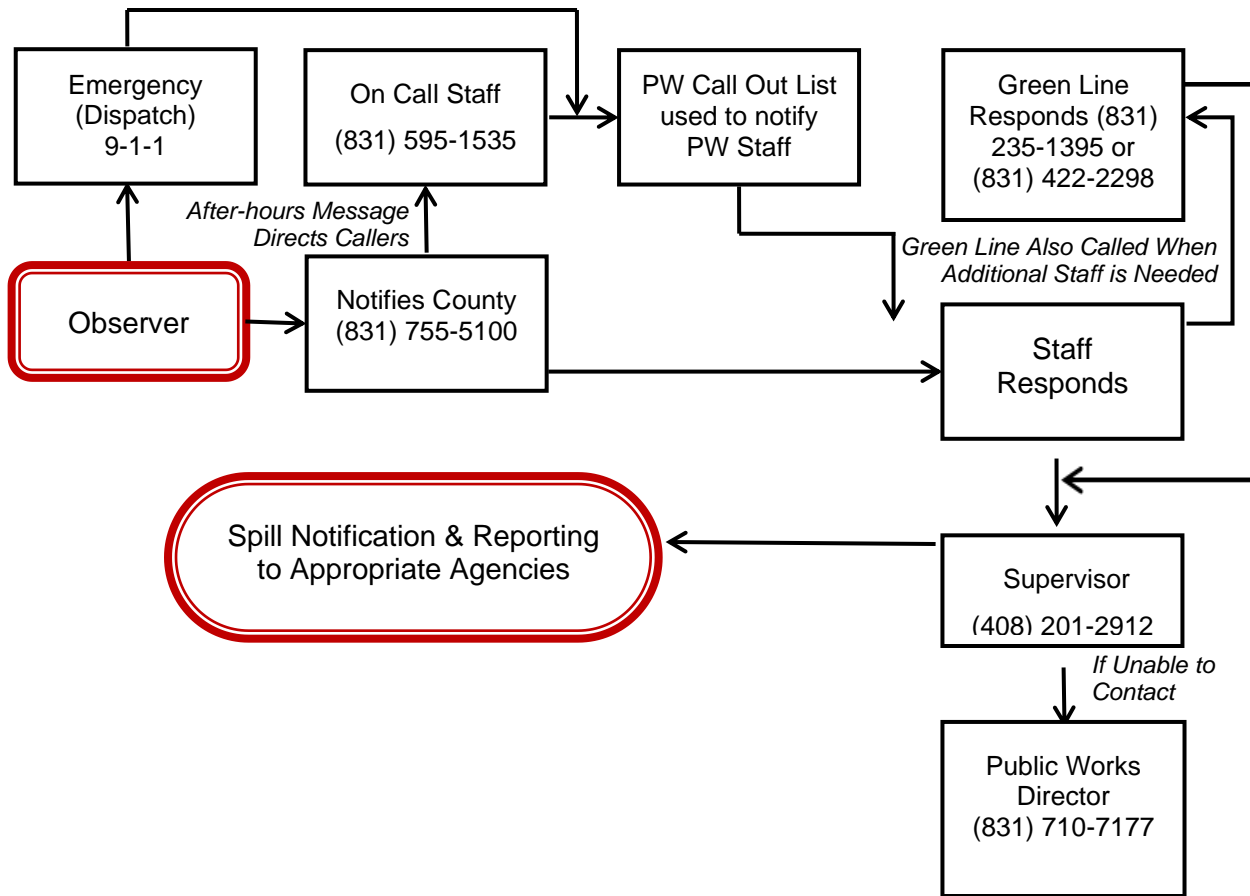 Emergency
(Dispatch)
9-1-1
On Call Staff
(831) 595-1535
PW Call Out List
used to notify
PW Staff
Green Line
Responds (831)
235-1395 or
(831) 422-2298
After-hours Message
Directs Callers
Green Line Also Called When
Additional Staff is Needed
Observer
Notifies County
(831) 755-5100
Staff
Responds
Spill Notification & Reporting
to Appropriate Agencies
Supervisor
(408) 201-2912
If Unable to
Contact
Public Works
Director
(831) 710-7177